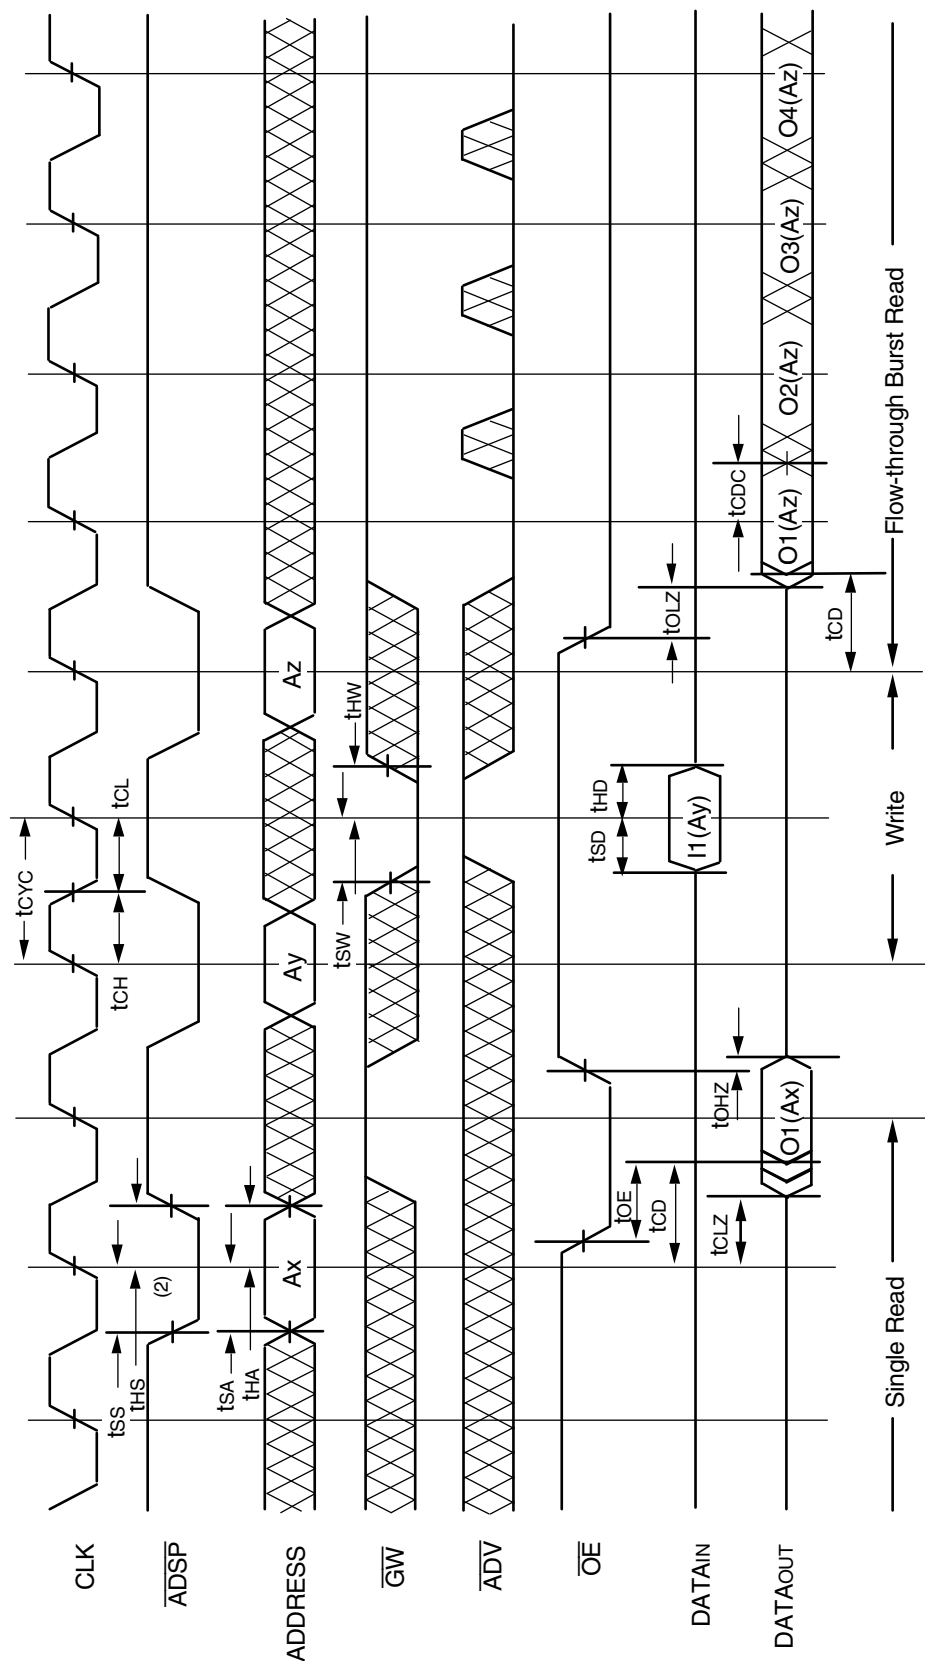 CLK
tSS
tHS
(2)
tCH
tCYC
tCL
ADSP
ADDRESS
tSA
tHA
Ax
Ay
Az
GW
tSW
tHW
ADV
OE
tOE
tOHZ
tOLZ
DATAIN
tSD
tHD
I1(Ay)
DATAOUT
tCLZ
tCD
O1(Ax)
tCD
tCDC
O1(Az)
O2(Az)
O3(Az)
O4(Az)
Single Read
Write
Flow-through Burst Read